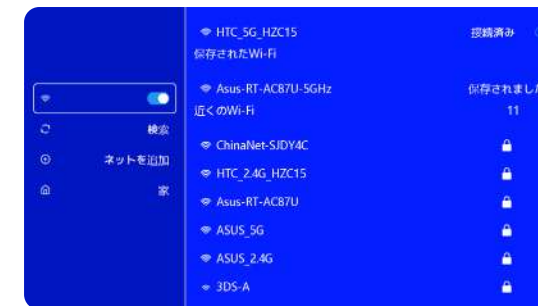 HTC_5G_HZC15 接続済み
保存されたWi-Fi
Asus-RT-AC87U-5GHz 保存されました
近くのWi-Fi 11
検索
ChinaNet-SJDY4C
ネットを追加
HTC_2.4G_HZC15
家
Asus-RT-AC87U
ASUS_5G
ASUS_2.4G
3DS-A